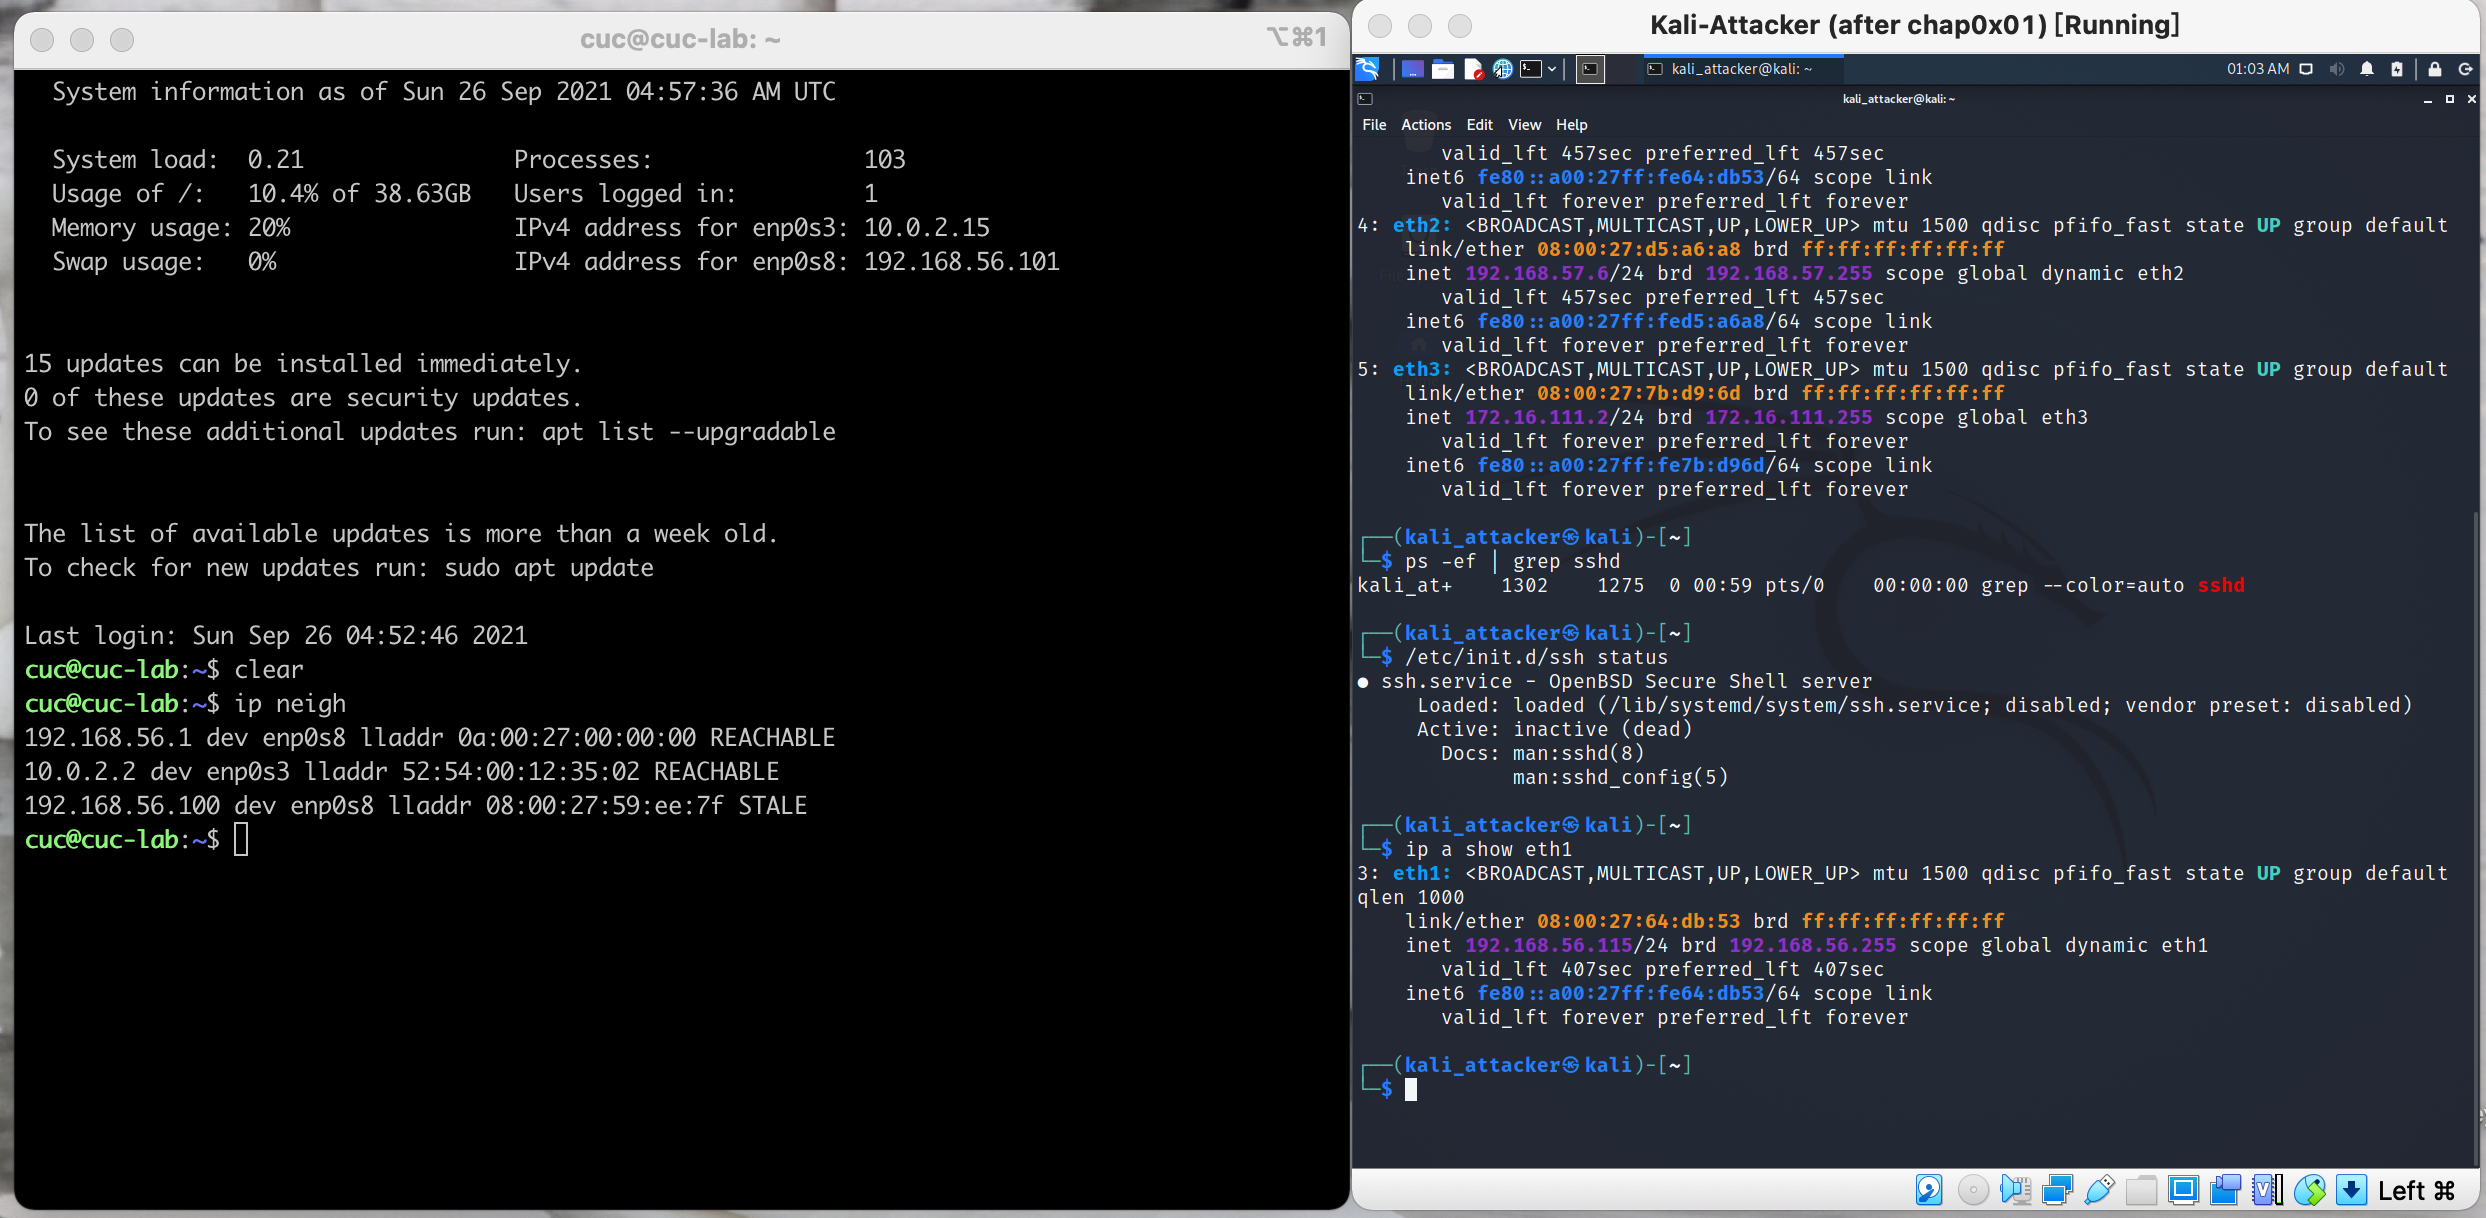 cuc@cuc-lab: ~
⌥⌘1
System information as of Sun 26 Sep 2021 04:57:36 AM UTC
System load:  0.21               Processes:               103
Usage of /:   10.4% of 38.63GB   Users logged in:         1
Memory usage: 20%                IPv4 address for enp0s3: 10.0.2.15
Swap usage:   0%                 IPv4 address for enp0s8: 192.168.56.101
15 updates can be installed immediately.
0 of these updates are security updates.
To see these additional updates run: apt list --upgradable
The list of available updates is more than a week old.
To check for new updates run: sudo apt update
Last login: Sun Sep 26 04:52:46 2021
cuc@cuc-lab:~$ clear
cuc@cuc-lab:~$ ip neigh
192.168.56.1 dev enp0s8 lladdr 0a:00:27:00:00:00 REACHABLE
10.0.2.2 dev enp0s3 lladdr 52:54:00:12:35:02 REACHABLE
192.168.56.100 dev enp0s8 lladdr 08:00:27:59:ee:7f STALE
cuc@cuc-lab:~$
Kali-Attacker (after chap0x01) [Running]
kali_attacker@kali: ~
01:03 AM
kali_attacker@kali: ~
File Actions Edit View Help
valid_lft 457sec preferred_lft 457sec
inet6 fe80::a00:27ff:fe64:db53/64 scope link
valid_lft forever preferred_lft forever
4: eth2: <BROADCAST,MULTICAST,UP,LOWER_UP> mtu 1500 qdisc pfifo_fast state UP group default
link/ether 08:00:27:d5:a6:a8 brd ff:ff:ff:ff:ff:ff
inet 192.168.57.6/24 brd 192.168.57.255 scope global dynamic eth2
valid_lft 457sec preferred_lft 457sec
inet6 fe80::a00:27ff:fed5:a6a8/64 scope link
valid_lft forever preferred_lft forever
5: eth3: <BROADCAST,MULTICAST,UP,LOWER_UP> mtu 1500 qdisc pfifo_fast state UP group default
link/ether 08:00:27:7b:d9:6d brd ff:ff:ff:ff:ff:ff
inet 172.16.111.2/24 brd 172.16.111.255 scope global eth3
valid_lft forever preferred_lft forever
inet6 fe80::a00:27ff:fe7b:d96d/64 scope link
valid_lft forever preferred_lft forever
┌──(kali_attacker㉿kali)-[~]
└─$ ps -ef | grep sshd
kali_at+    1302    1275  0 00:59 pts/0    00:00:00 grep --color=auto sshd
┌──(kali_attacker㉿kali)-[~]
└─$ /etc/init.d/ssh status
● ssh.service - OpenBSD Secure Shell server
Loaded: loaded (/lib/systemd/system/ssh.service; disabled; vendor preset: disabled)
Active: inactive (dead)
Docs: man:sshd(8)
man:sshd_config(5)
┌──(kali_attacker㉿kali)-[~]
└─$ ip a show eth1
3: eth1: <BROADCAST,MULTICAST,UP,LOWER_UP> mtu 1500 qdisc pfifo_fast state UP group default
qlen 1000
link/ether 08:00:27:64:db:53 brd ff:ff:ff:ff:ff:ff
inet 192.168.56.115/24 brd 192.168.56.255 scope global dynamic eth1
valid_lft 407sec preferred_lft 407sec
inet6 fe80::a00:27ff:fe64:db53/64 scope link
valid_lft forever preferred_lft forever
┌──(kali_attacker㉿kali)-[~]
└─$
Left ⌘